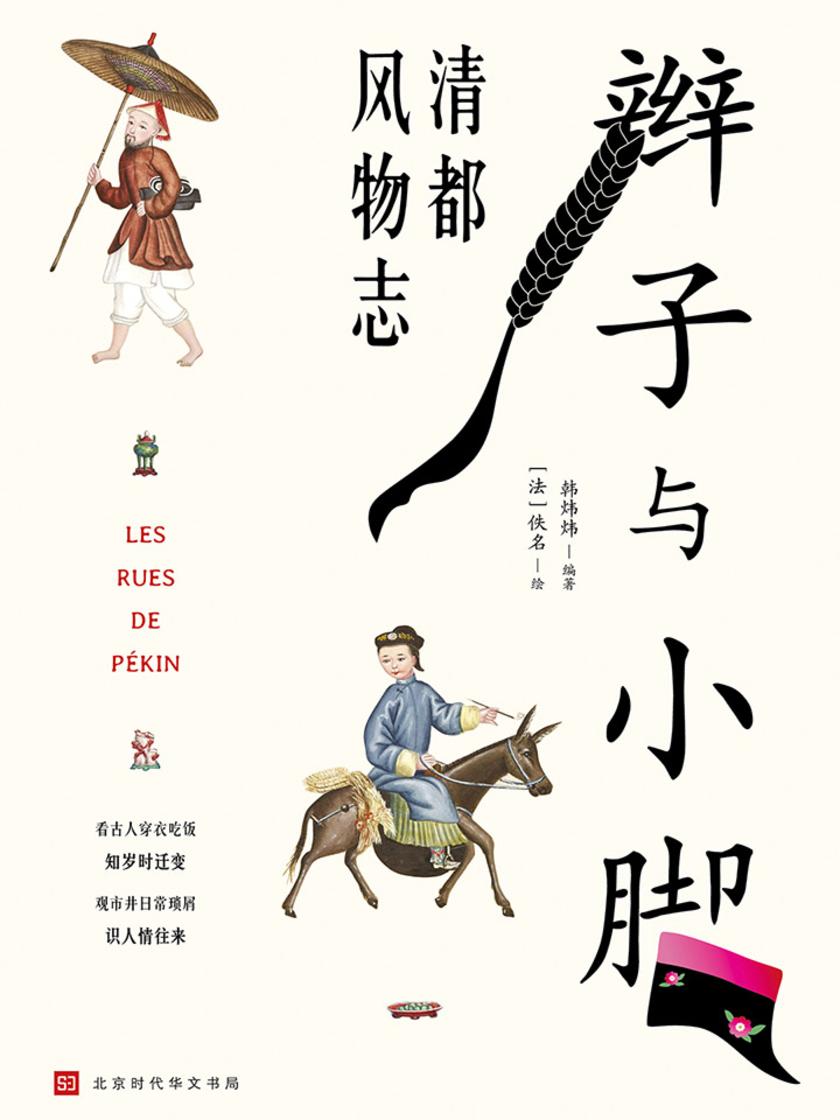 辫子与小脚
清都
风物志
韩炜炜—编著
[法]佚名—绘
LES
RUES
DE
PÉKIN
看古人穿衣吃饭
知岁时迁变
观市井日常琐屑
识人情往来
北京时代华文书局